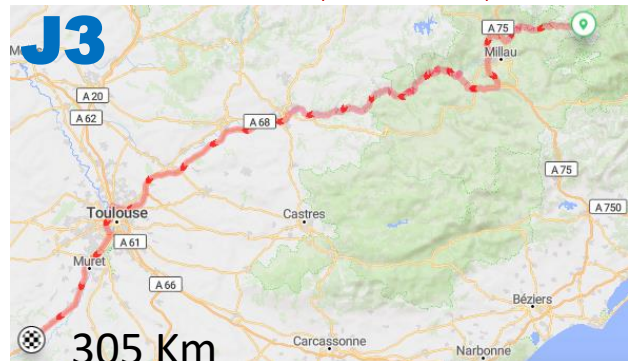 J3
A 75
Millau
A 20
A 62
A 68
A 75
A 750
Toulouse
Castres
A 61
Muret
A 66
Béziers
305 Km
Carcassonne
Narbonne